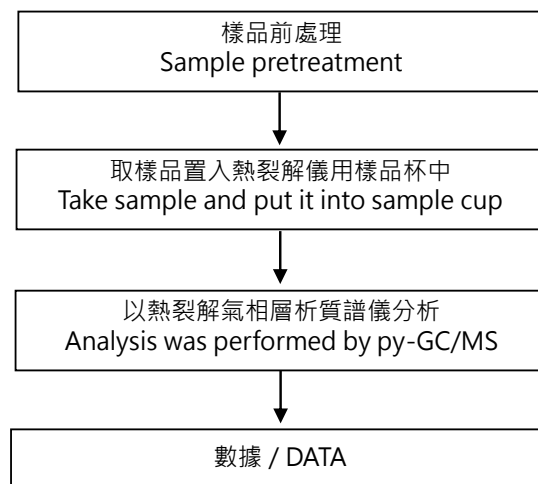 樣品前處理
Sample pretreatment
取樣品置入熱裂解儀用樣品杯中
Take sample and put it into sample cup
以熱裂解氣相層析質譜儀分析
Analysis was performed by py-GC/MS
數據 / DATA